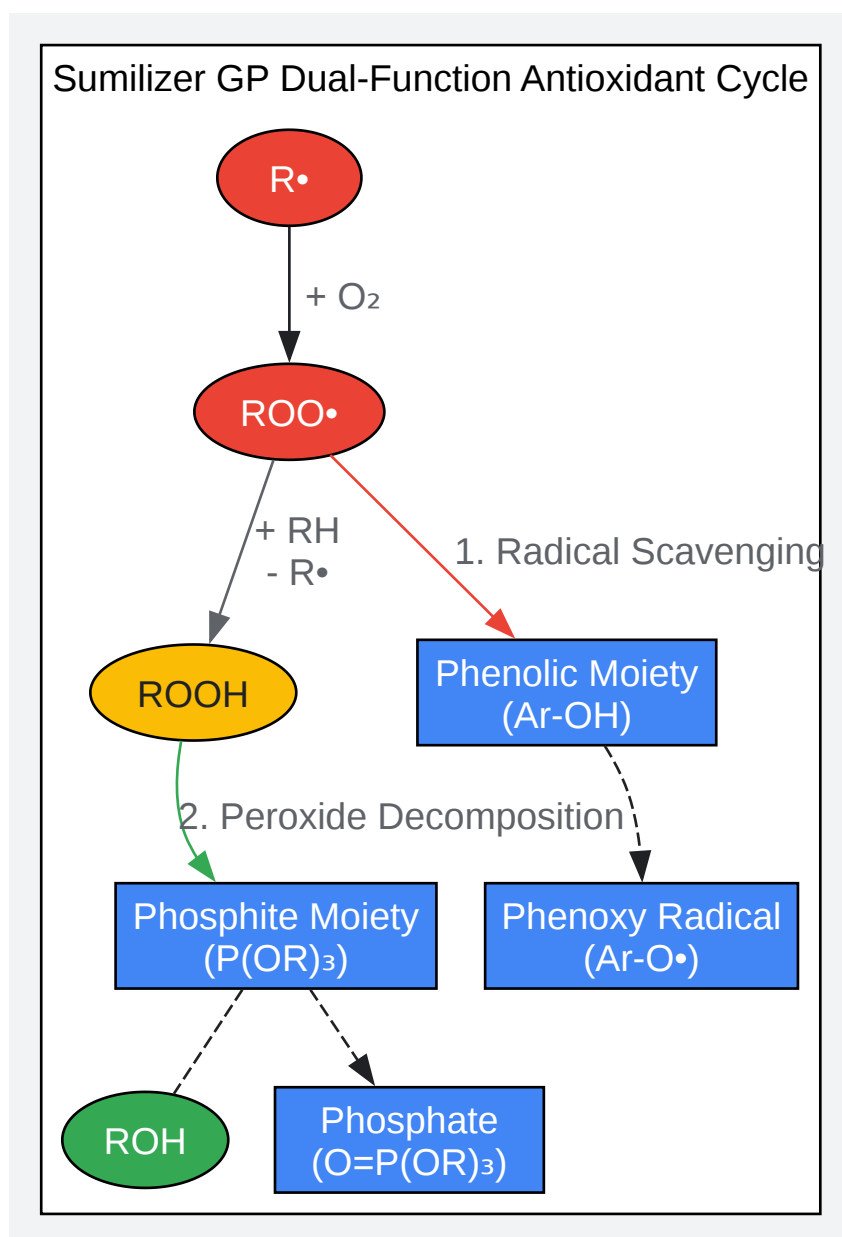 Sumilizer GP Dual-Function Antioxidant Cycle
R•
+ O₂
ROO•
+ RH
- R•
1. Radical Scavenging
ROOH
Phenolic Moiety
(Ar-OH)
2. Peroxide Decomposition
Phosphite Moiety
(P(OR)₃)
Phenoxy Radical
(Ar-O•)
ROH
Phosphate
(O=P(OR)₃)